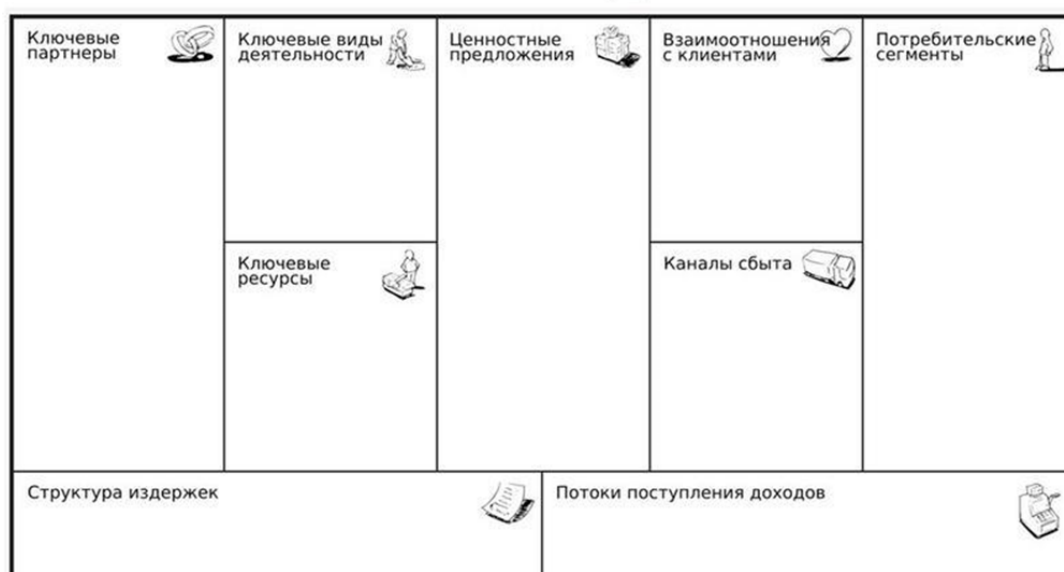 Ключевые
партнеры
Ключевые виды
деятельности
Ценностные
предложения
Взаимоотношения
с клиентами
Потребительские
сегменты
Ключевые
ресурсы
Каналы сбыта
Структура издержек
Потоки поступления доходов